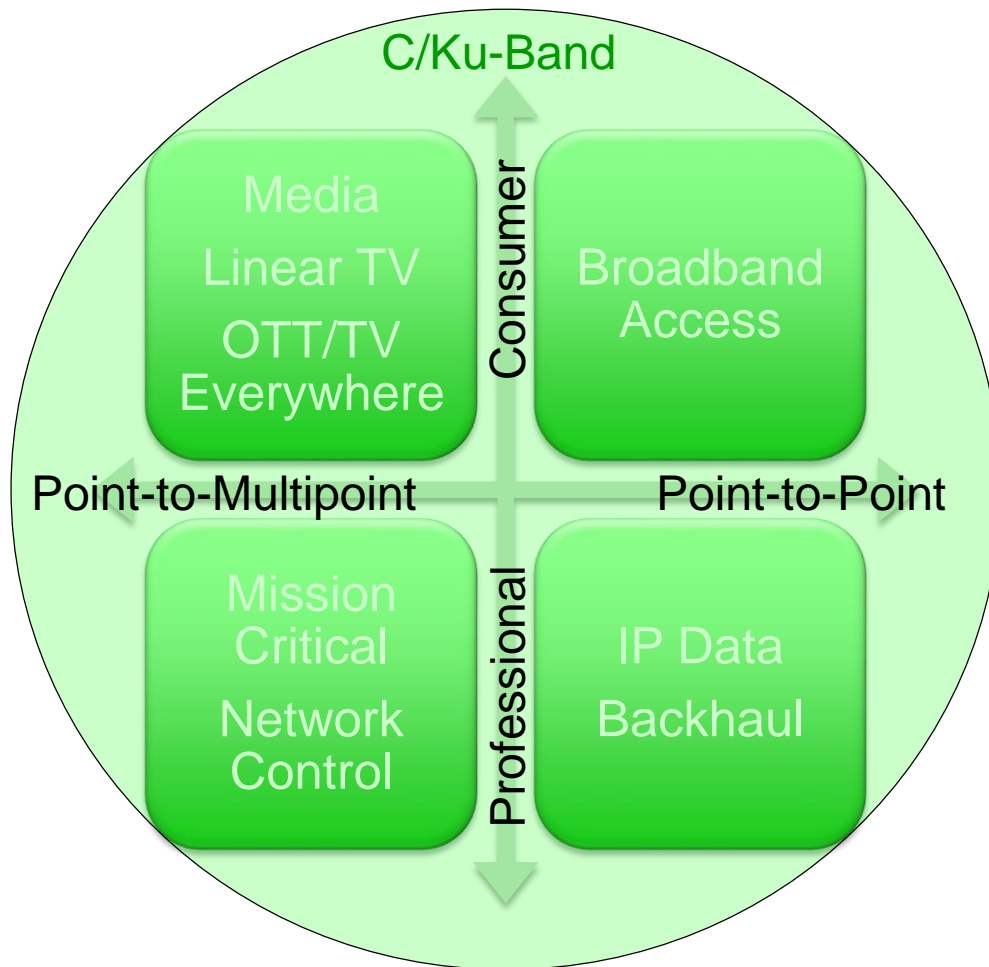 C/Ku-Band
Consumer
Media
Linear TV
OTT/TV
Everywhere
Broadband
Access
Point-to-Multipoint
Point-to-Point
Professional
Mission
Critical
Network
Control
IP Data
Backhaul